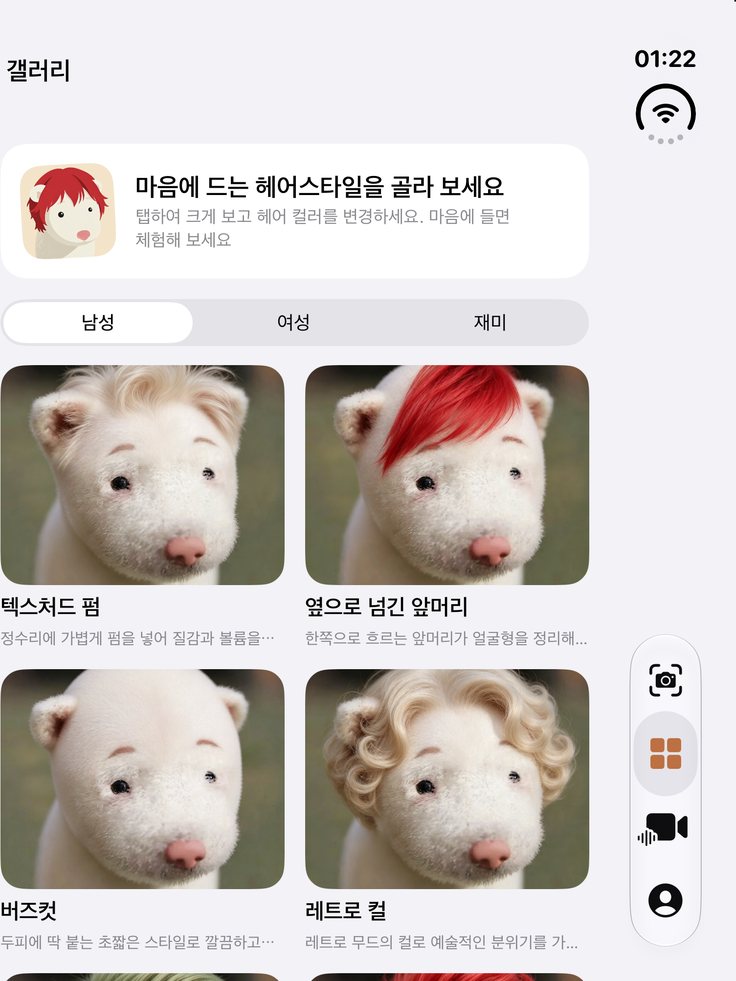 01:22
갤러리
마음에 드는 헤어스타일을 골라 보세요
탭하여 크게 보고 헤어 컬러를 변경하세요. 마음에 들면
체험해 보세요
남성
여성
재미
텍스처드 펌
정수리에 가볍게 펌을 넣어 질감과 볼륨을…
옆으로 넘긴 앞머리
한쪽으로 흐르는 앞머리가 얼굴형을 정리해...
버즈컷
두피에 딱 붙는 초짧은 스타일로 깔끔하고…
레트로 컬
레트로 무드의 컬로 예술적인 분위기를 가...